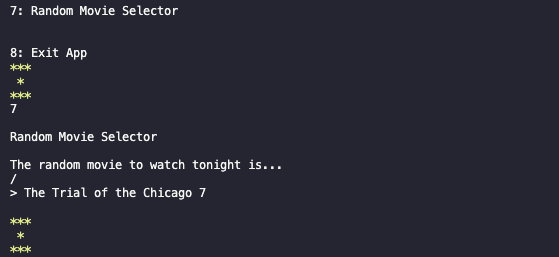 7: Random Movie Selector
8: Exit App
***
*
***
7
Random Movie Selector
The random movie to watch tonight is...
/
> The Trial of the Chicago 7
***
*
***